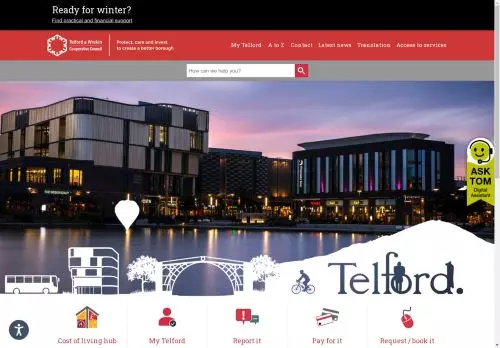 Ready for winter?
Find practical and financial support
Telford & Wrekin
Co-operative Council
Protect, care and invest
to create a better borough
My Telford
A to Z
Contact
Latest news
Translation
Access to services
How can we help you?
ASK
TOM
Digital
Assistant
Telford.
Cost of living hub
My Telford
Report it
Pay for it
Request / book it